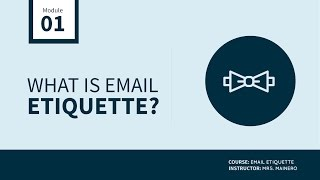 Module
01
WHAT IS EMAIL
ETIQUETTE?
COURSE: EMAIL ETIQUETTE
INSTRUCTOR: MRS. MAINERO